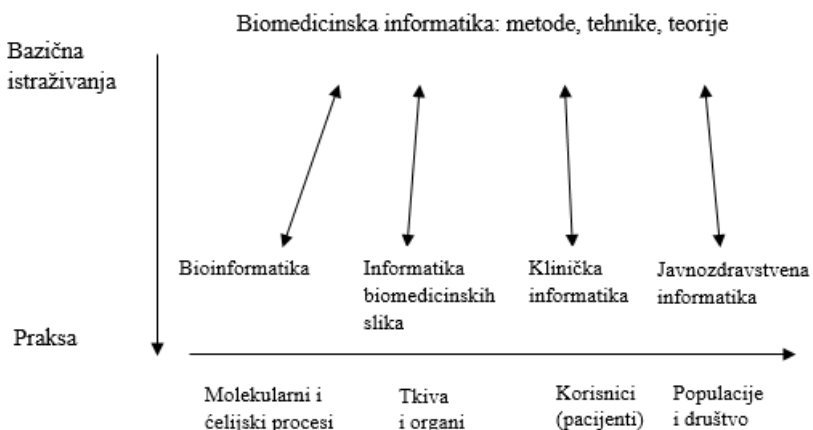 Biomedicinska informatika: metode, tehnike, teorije
Bazična
istraživanja
Bioinformatika
Informatika
biomedicinskih
slika
Klinička
informatika
Javnozdravstvena
informatika
Praksa
Molekularni i
ćelijski procesi
Tkiva
i organi
Korisnici
(pacijenti)
Populacije
i društvo